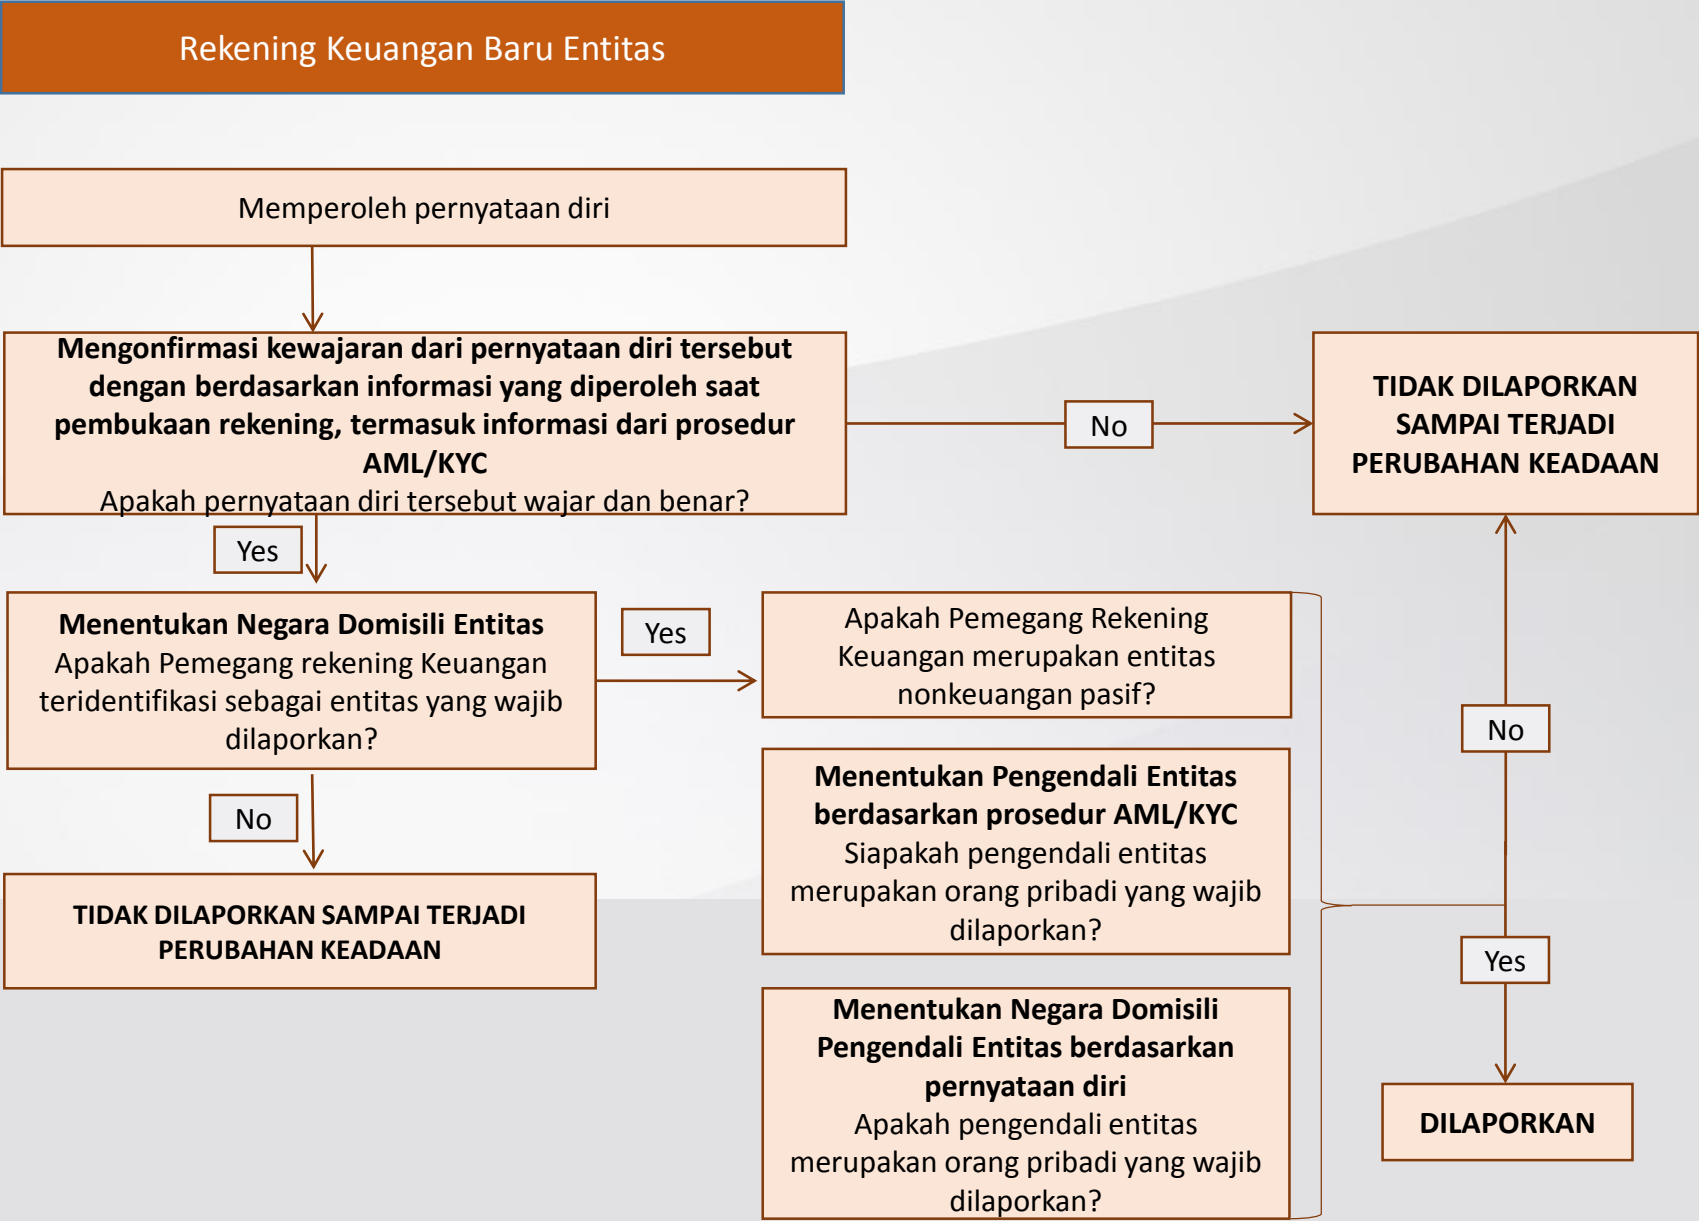 Rekening Keuangan Baru Entitas
Memperoleh pernyataan diri
Mengonfirmasi kewajaran dari pernyataan diri tersebut
dengan berdasarkan informasi yang diperoleh saat
pembukaan rekening, termasuk informasi dari prosedur
AML/KYC
Apakah pernyataan diri tersebut wajar dan benar?
No
TIDAK DILAPORKAN
SAMPAI TERJADI
PERUBAHAN KEADAAN
Yes
Menentukan Negara Domisili Entitas
Apakah Pemegang rekening Keuangan
teridentifikasi sebagai entitas yang wajib
dilaporkan?
Yes
Apakah Pemegang Rekening
Keuangan merupakan entitas
nonkeuangan pasif?
No
No
TIDAK DILAPORKAN SAMPAI TERJADI
PERUBAHAN KEADAAN
Menentukan Pengendali Entitas
berdasarkan prosedur AML/KYC
Siapakah pengendali entitas
merupakan orang pribadi yang wajib
dilaporkan?
Yes
Menentukan Negara Domisili
Pengendali Entitas berdasarkan
pernyataan diri
Apakah pengendali entitas
merupakan orang pribadi yang wajib
dilaporkan?
DILAPORKAN